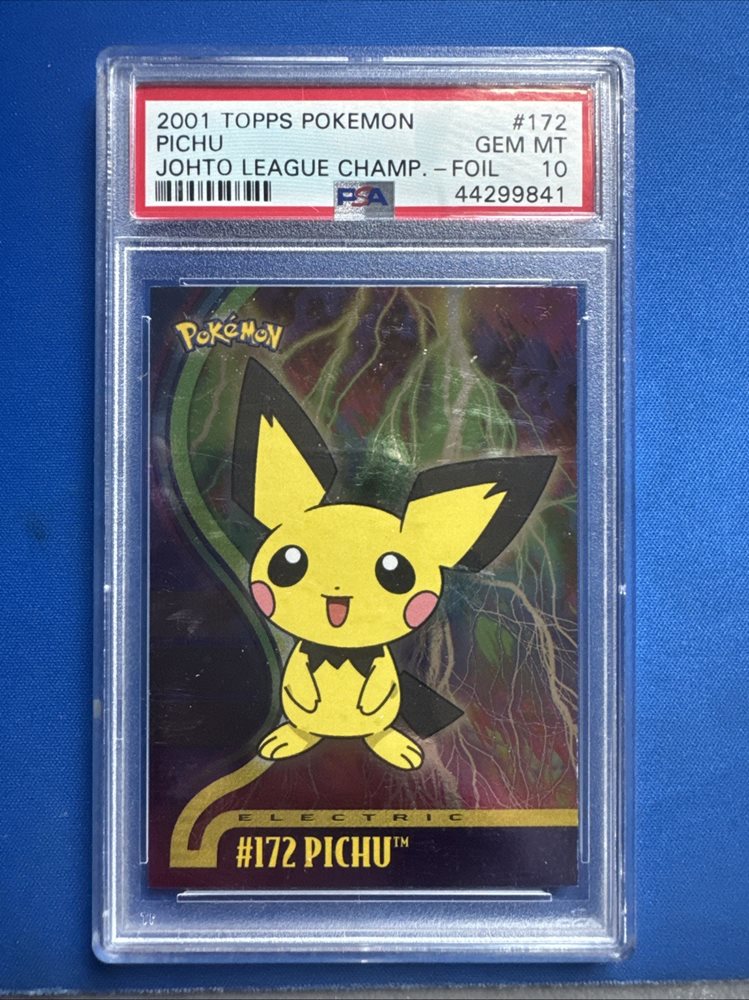 2001 TOPPS POKEMON #172
PICHU GEM MT
JOHTO LEAGUE CHAMP. – FOIL 10
PSA 44299841
POKéMON
ELECTRIC
#172 PICHU™